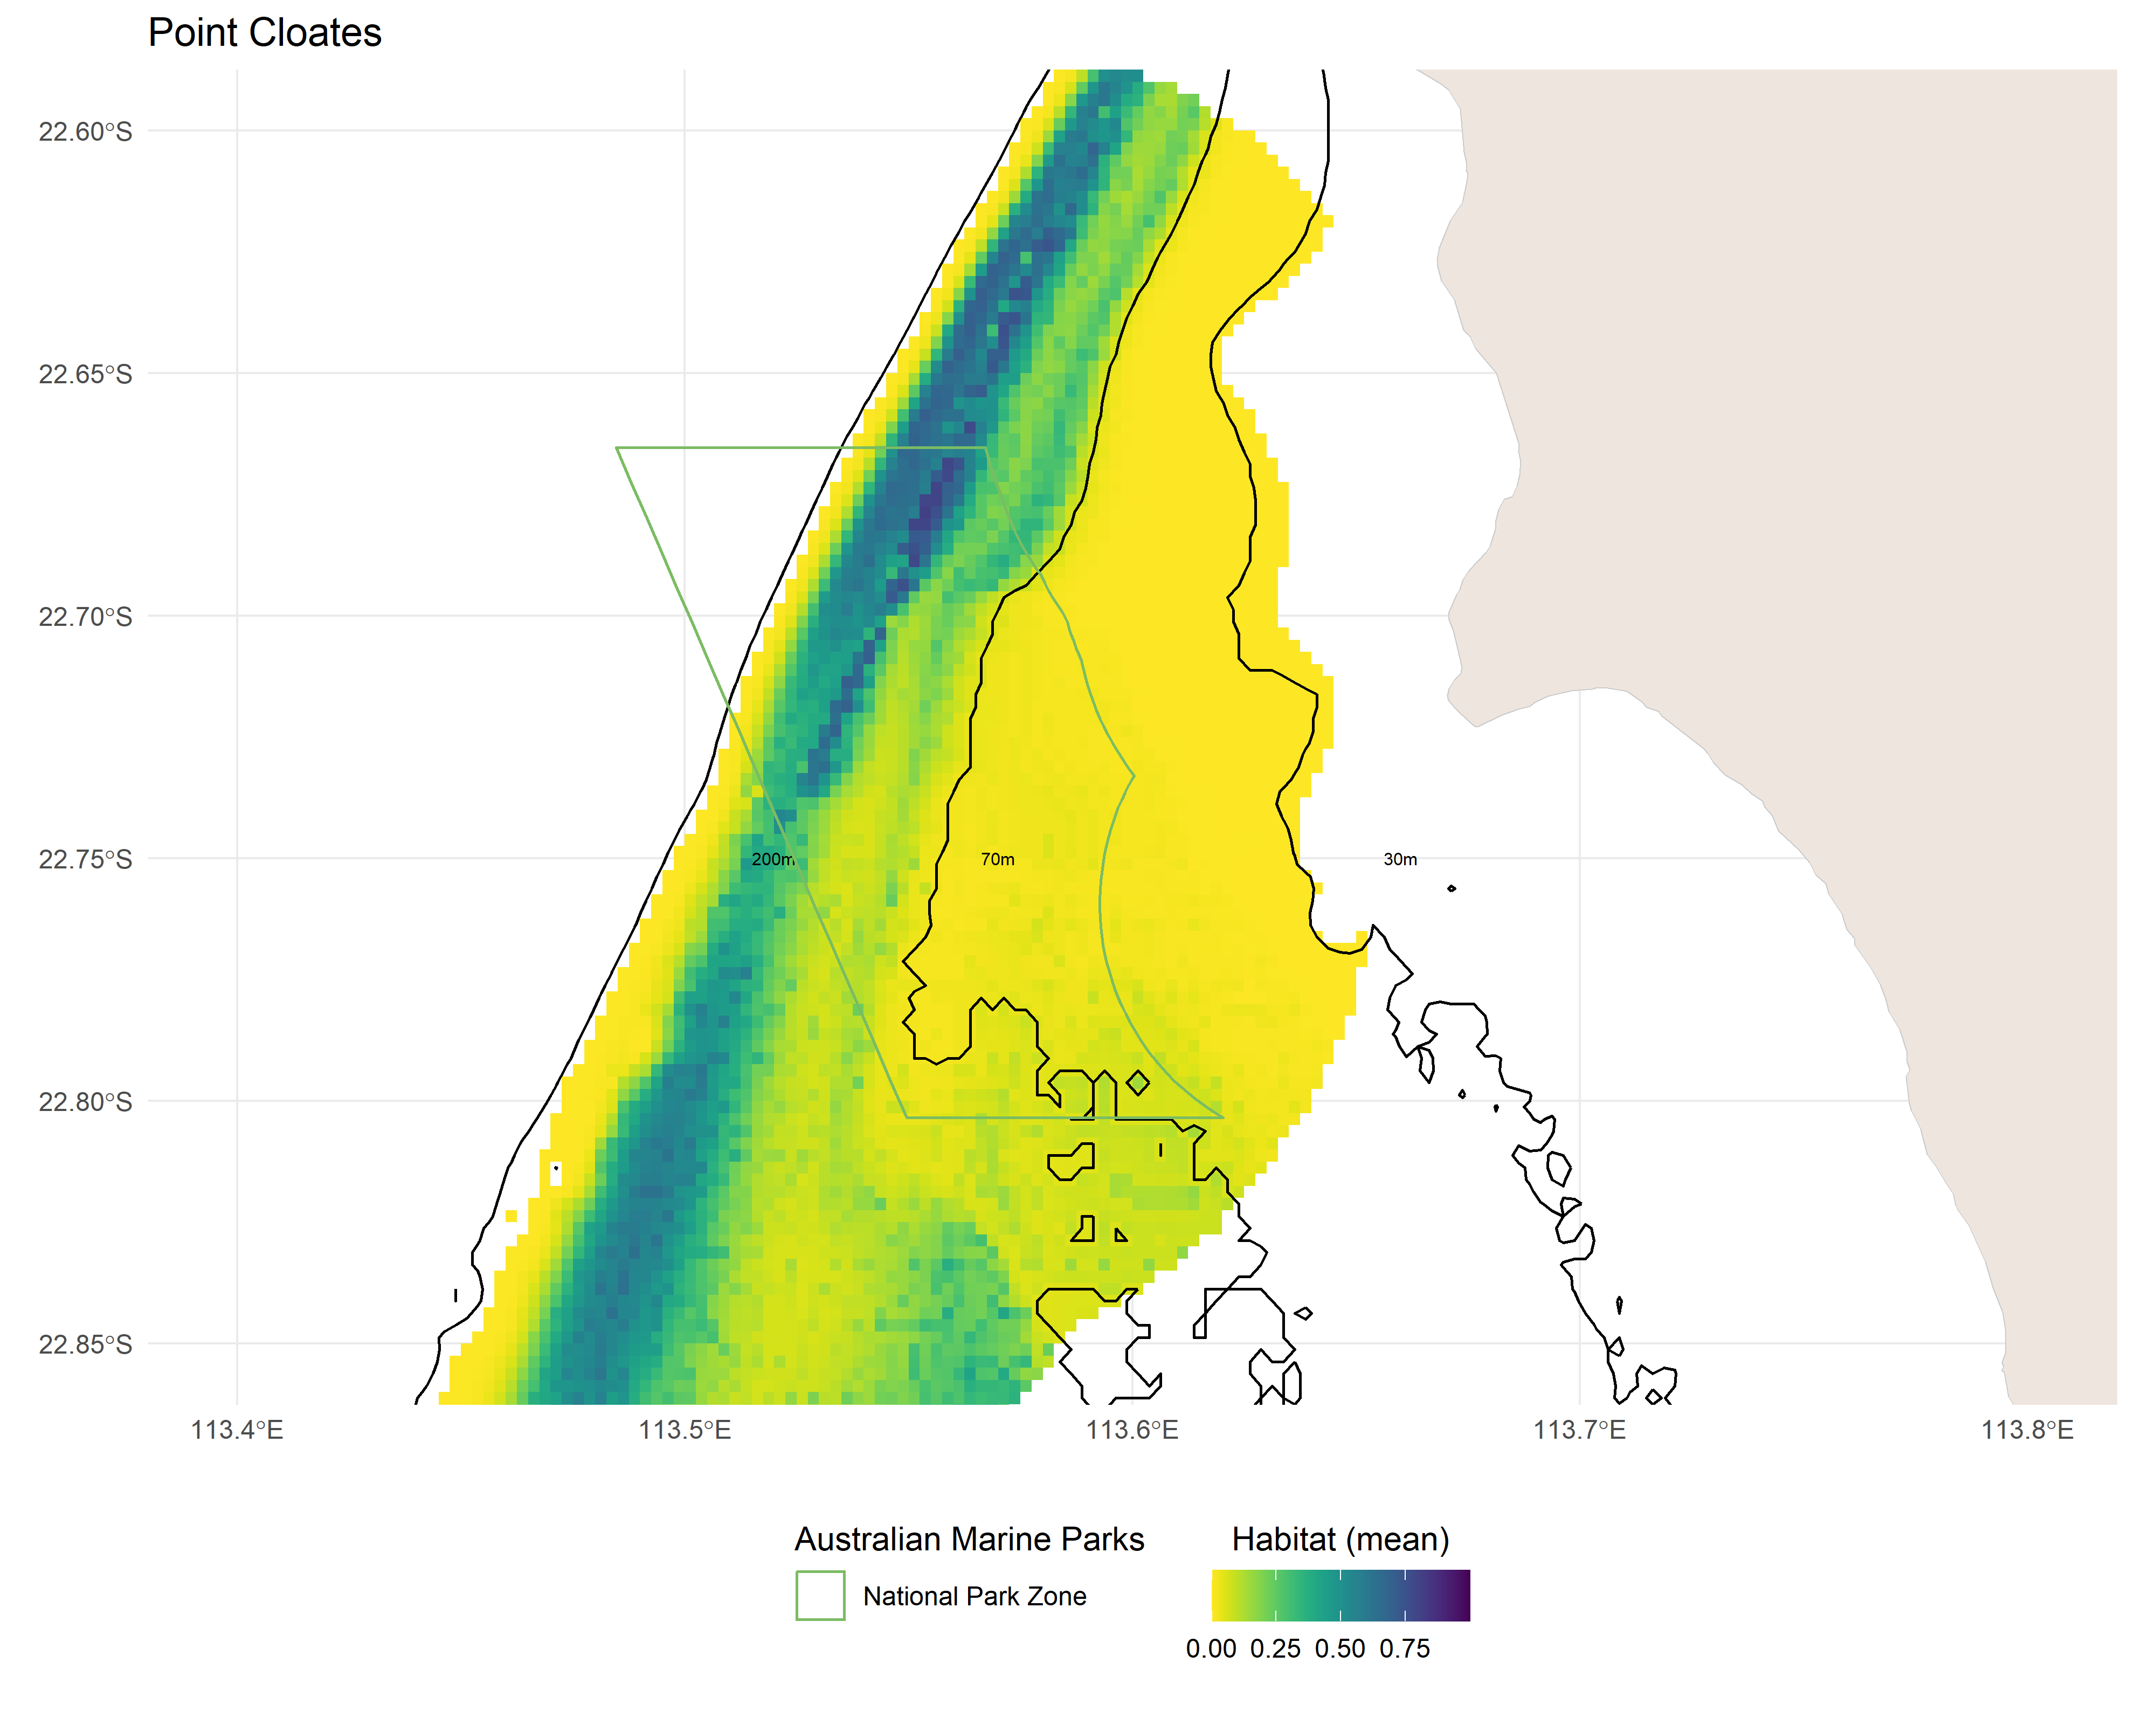 Point Cloates
22.60°S
22.65°S
22.70°S
22.75°S
22.80°S
22.85°S
200m
70m
30m
113.4°E
113.5°E
113.6°E
113.7°E
113.8°E
Australian Marine Parks
National Park Zone
Habitat (mean)
0.00 0.25 0.50 0.75